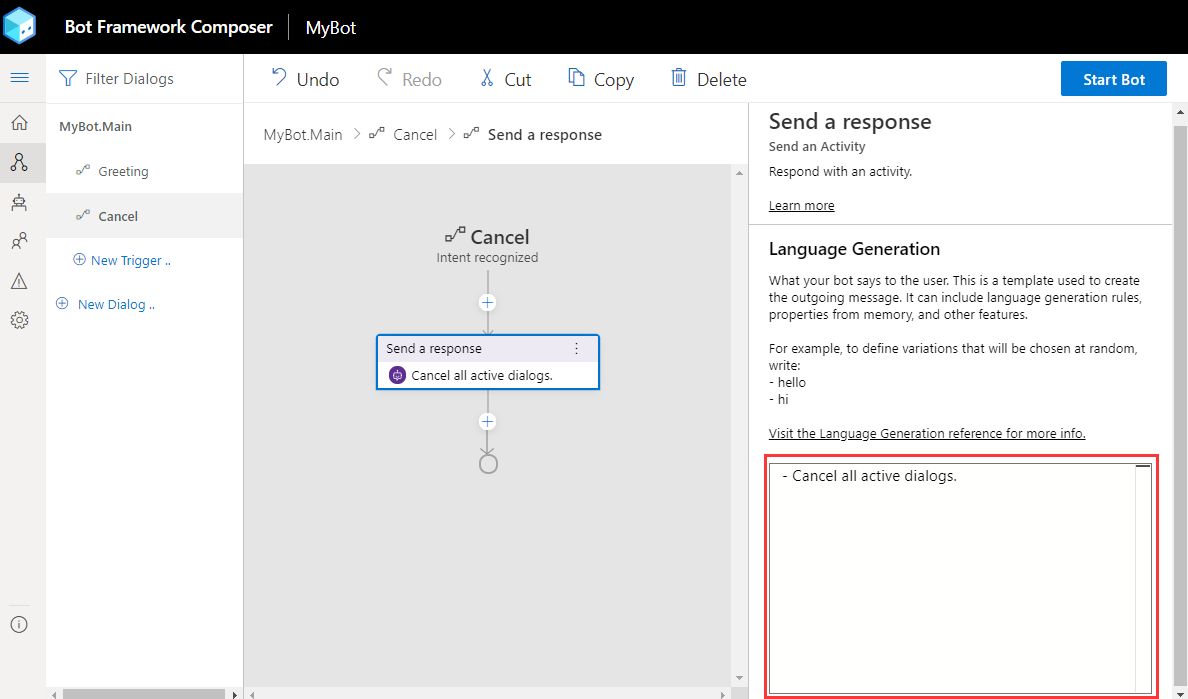 Bot Framework Composer
MyBot
Filter Dialogs
Undo
Redo
Cut
Copy
Delete
Start Bot
MyBot.Main
Greeting
Cancel
New Trigger ..
New Dialog ..
MyBot.Main > Cancel > Send a response
Cancel
Intent recognized
Send a response
Cancel all active dialogs.
Send a response
Send an Activity
Respond with an activity.
Learn more
Language Generation
What your bot says to the user. This is a template used to create
the outgoing message. It can include language generation rules,
properties from memory, and other features.
For example, to define variations that will be chosen at random,
write:
- hello
- hi
Visit the Language Generation reference for more info.
- Cancel all active dialogs.